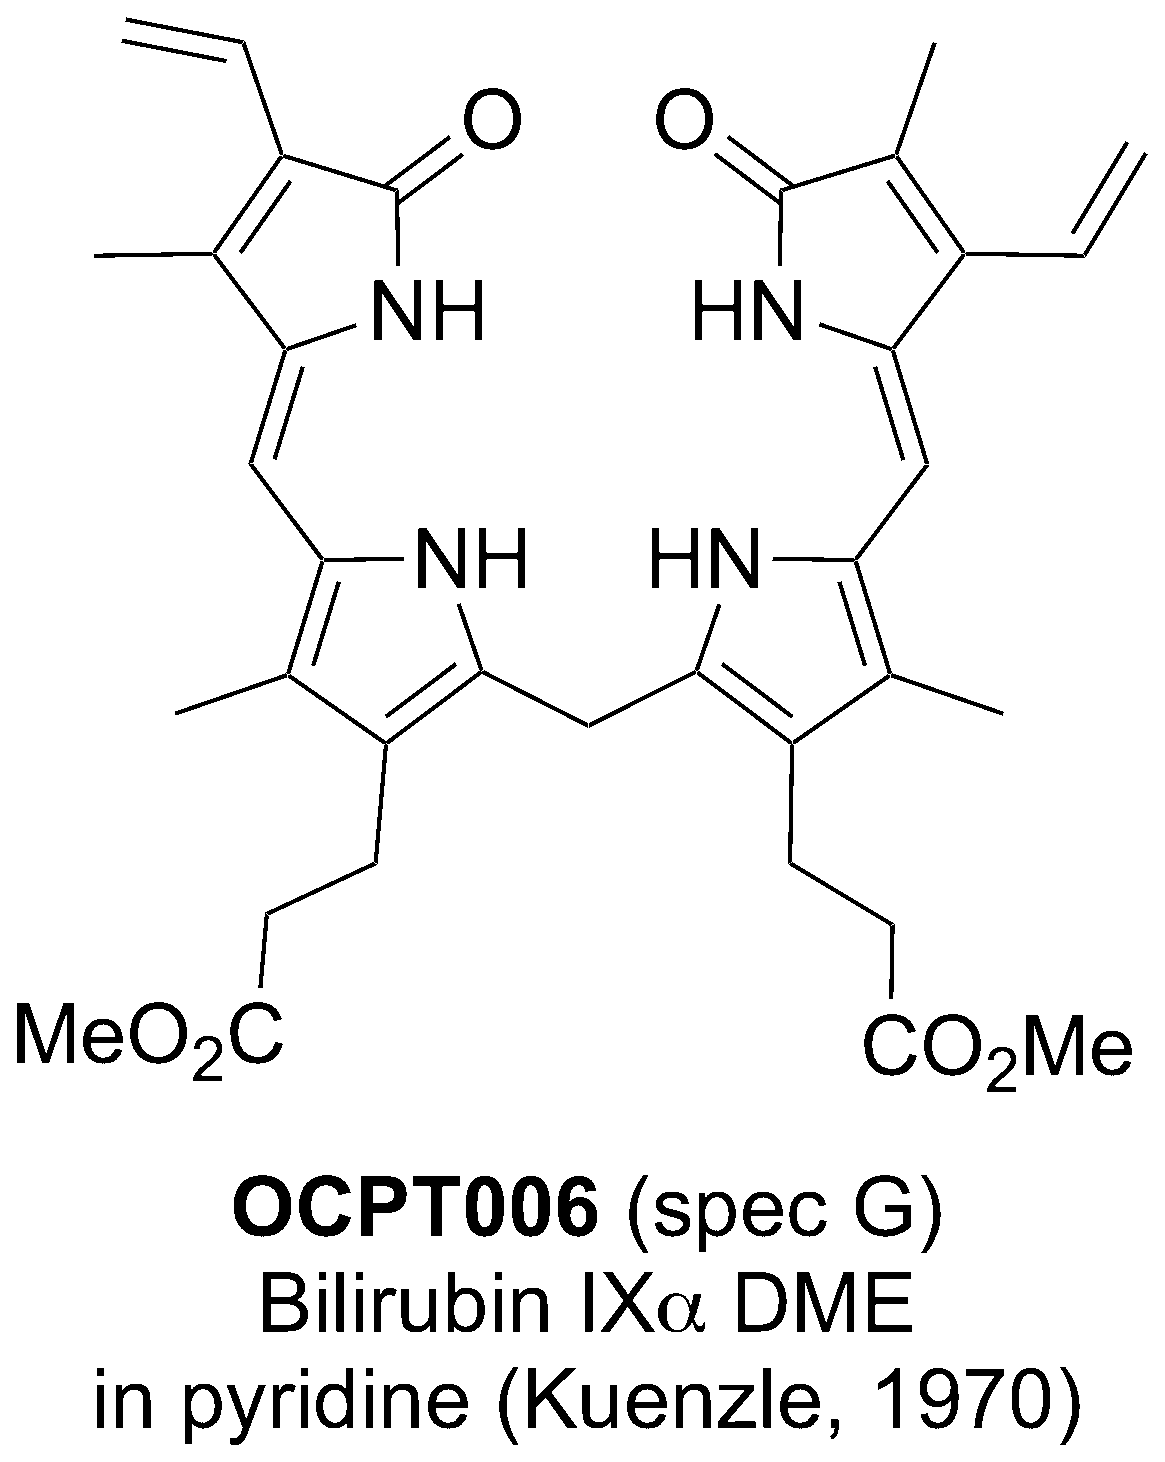 O O
NH HN
NH HN
MeO₂C CO₂Me
OCPT006 (spec G)
Bilirubin IXα DME
in pyridine (Kuenzle, 1970)